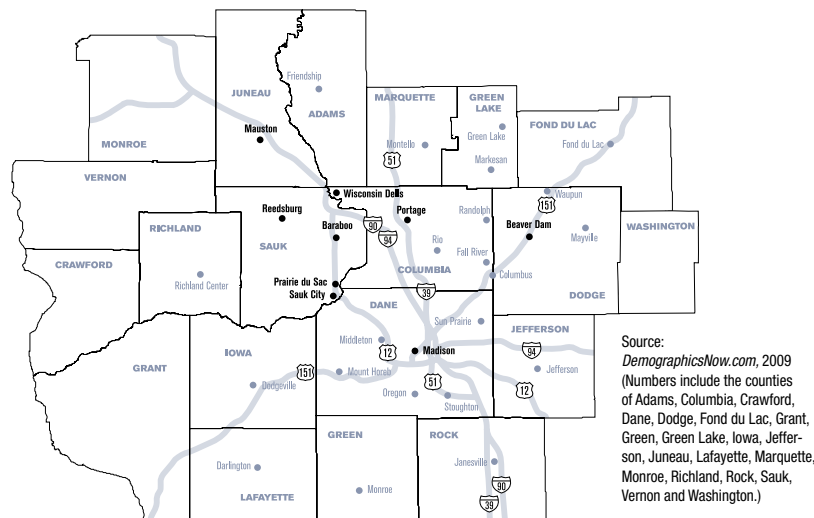 Friendship
JUNEAU
ADAMS
MARQUETTE
GREEN
LAKE
FOND DU LAC
Green Lake
Mauston
MONROE
Montello
Fond du Lac
51
Markesan
VERNON
Wisconsin Dells
Waupun
151
Reedsburg
Portage
Randolph
RICHLAND
Baraboo
90
94
Beaver Dam
Mayville
WASHINGTON
SAUK
Rio
Fall River
CRAWFORD
COLUMBIA
Columbus
Richland Center
Prairie du Sac
Sauk City
39
DODGE
DANE
Sun Prairie
JEFFERSON
Middleton
12
Madison
94
IOWA
GRANT
151
Mount Horeb
51
Jefferson
12
Dodgeville
Oregon
Stoughton
GREEN
ROCK
Darlington
Janesville
90
LAFAYETTE
Monroe
39
Source:
DemographicsNow.com, 2009
(Numbers include the counties
of Adams, Columbia, Crawford,
Dane, Dodge, Fond du Lac, Grant,
Green, Green Lake, Iowa, Jeffer-
son, Juneau, Lafayette, Marquette,
Monroe, Richland, Rock, Sauk,
Vernon and Washington.)